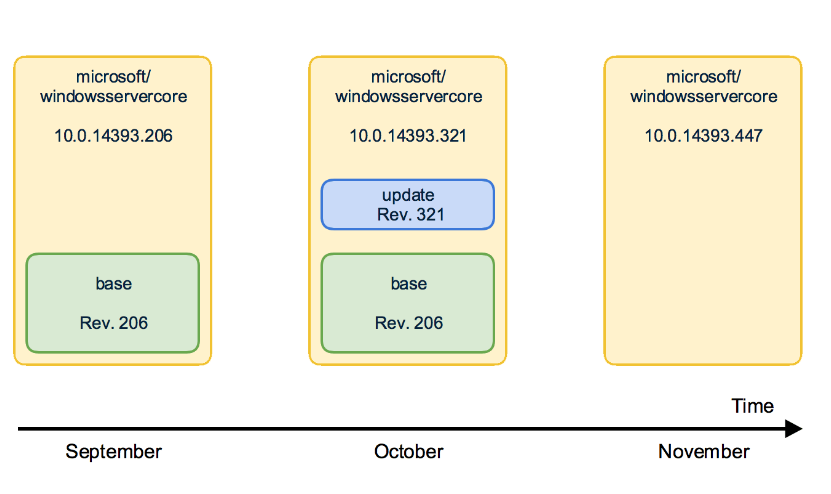 microsoft/
windowsservercore
10.0.14393.206
base
Rev. 206
microsoft/
windowsservercore
10.0.14393.321
update
Rev. 321
base
Rev. 206
microsoft/
windowsservercore
10.0.14393.447
Time
September
October
November